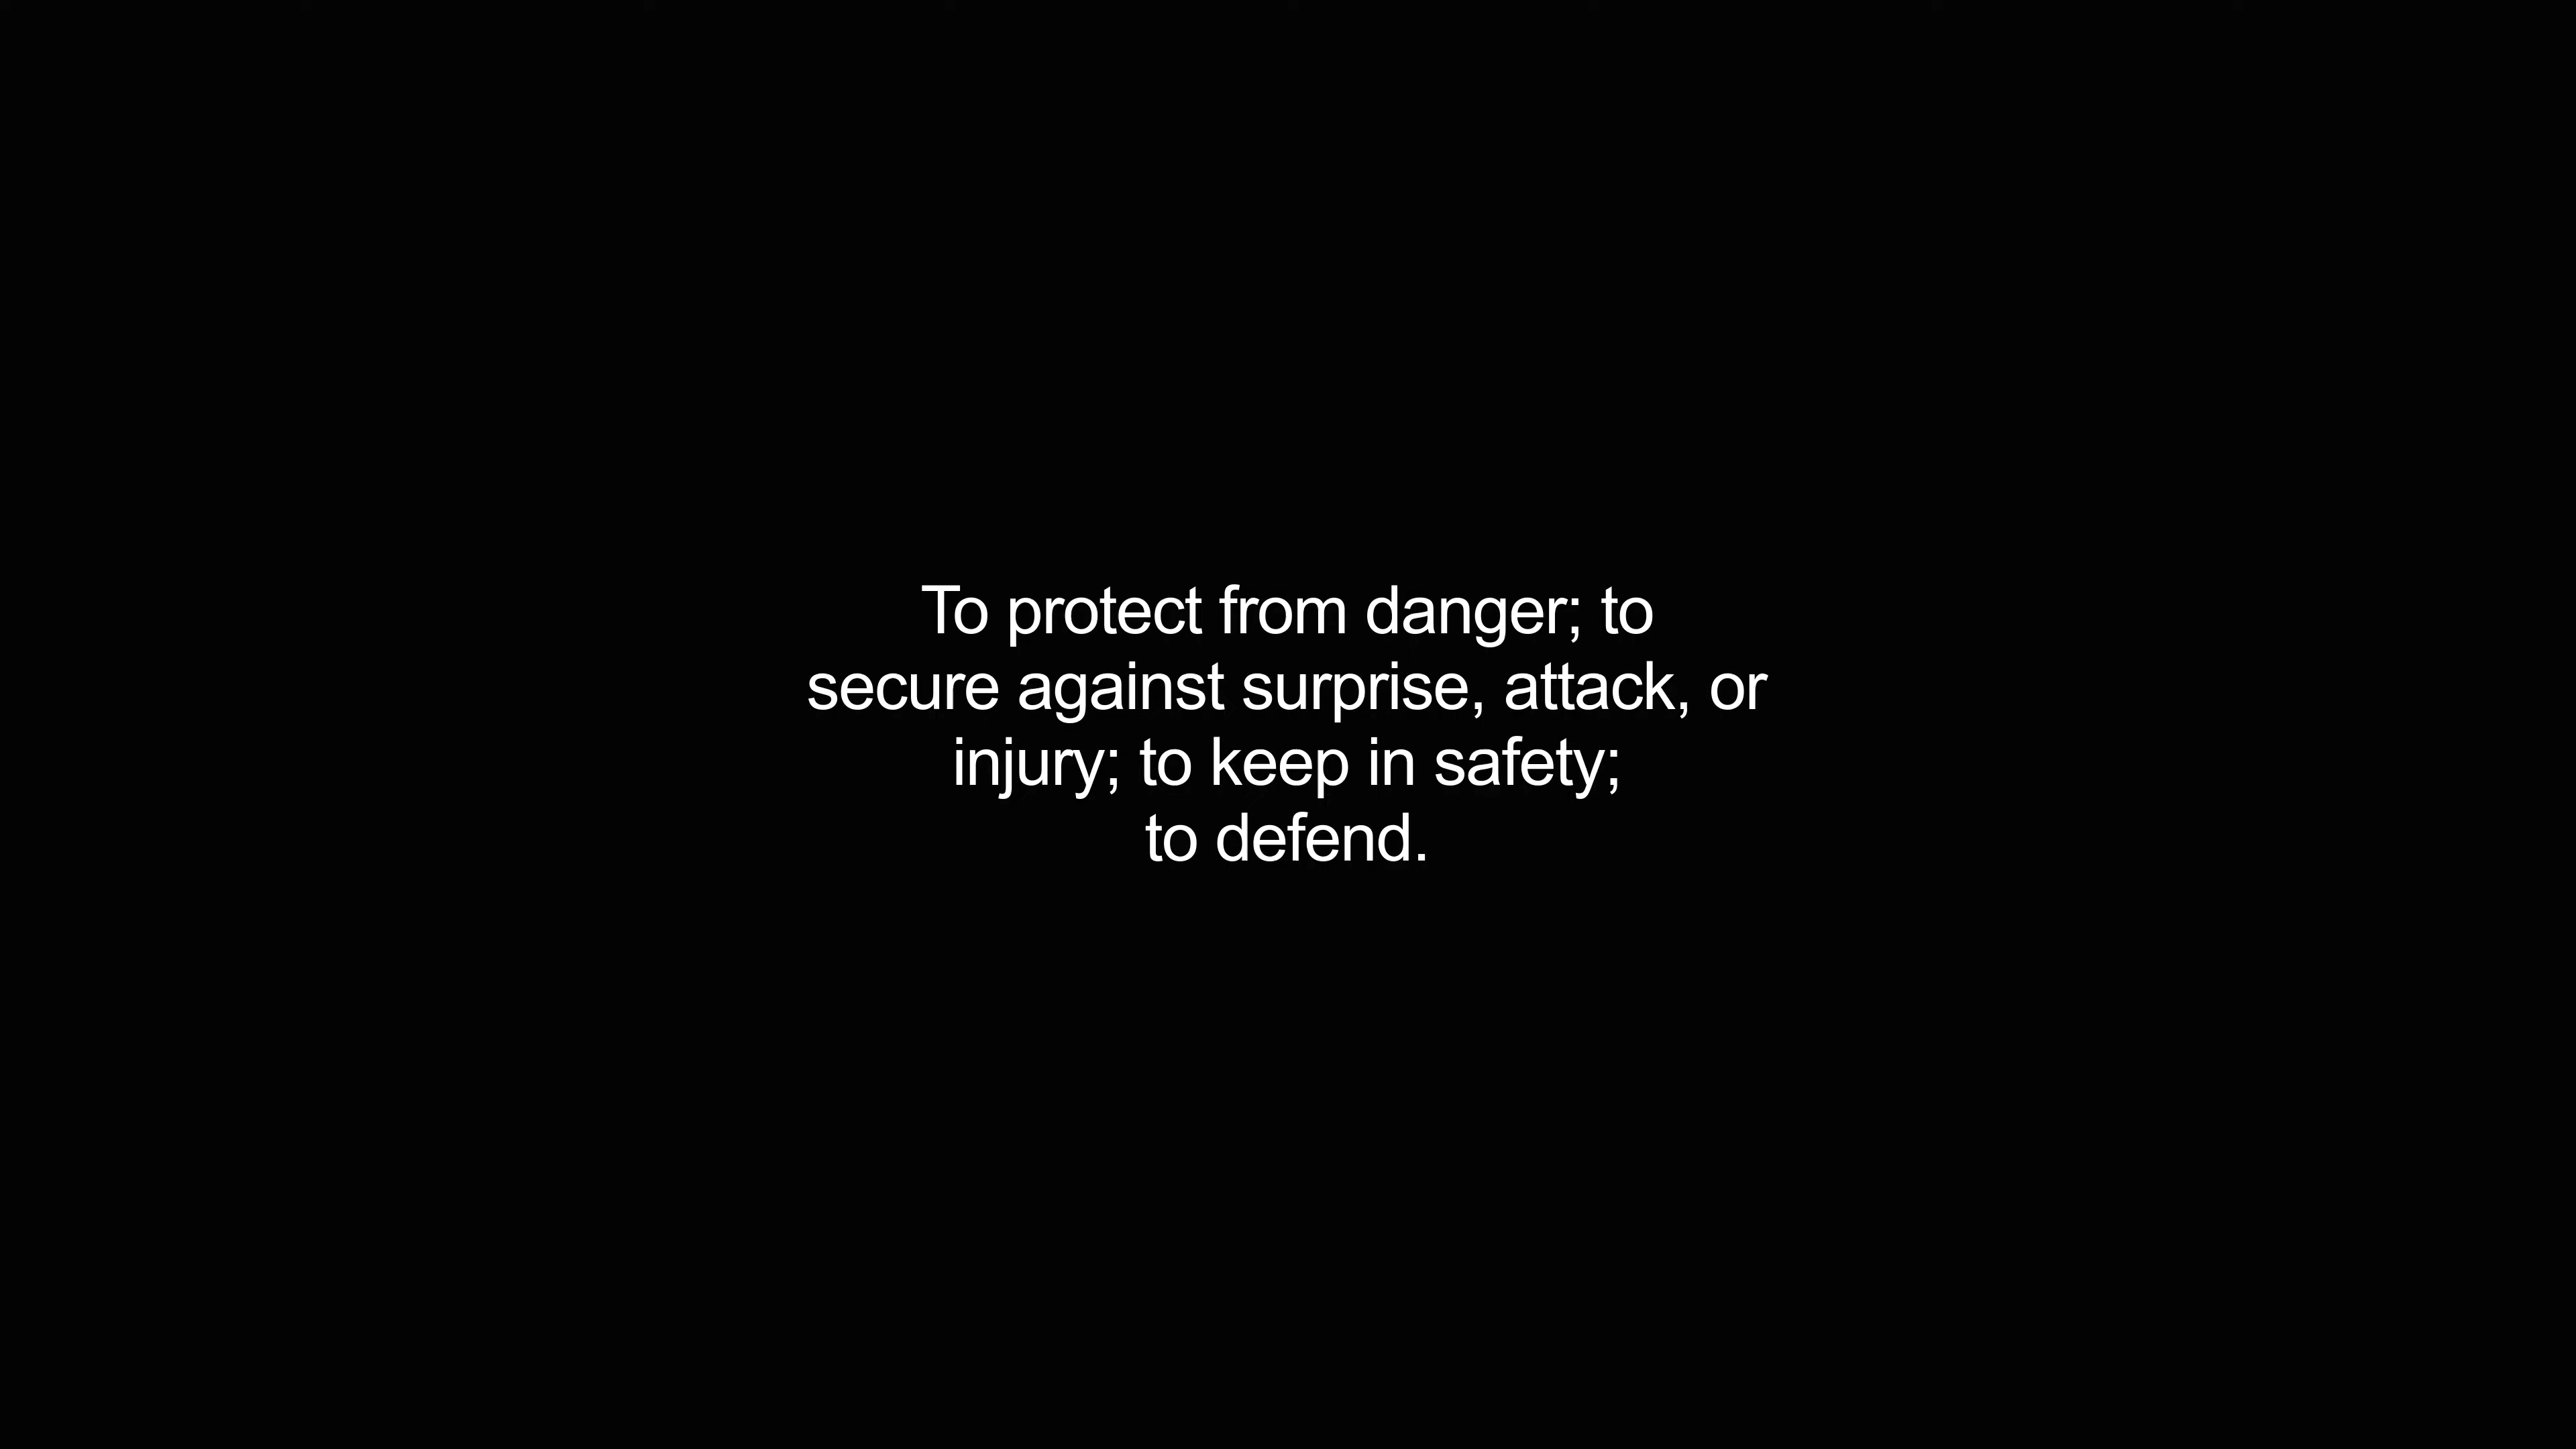 To protect from danger; to
secure against surprise, attack, or
injury; to keep in safety;
to defend.